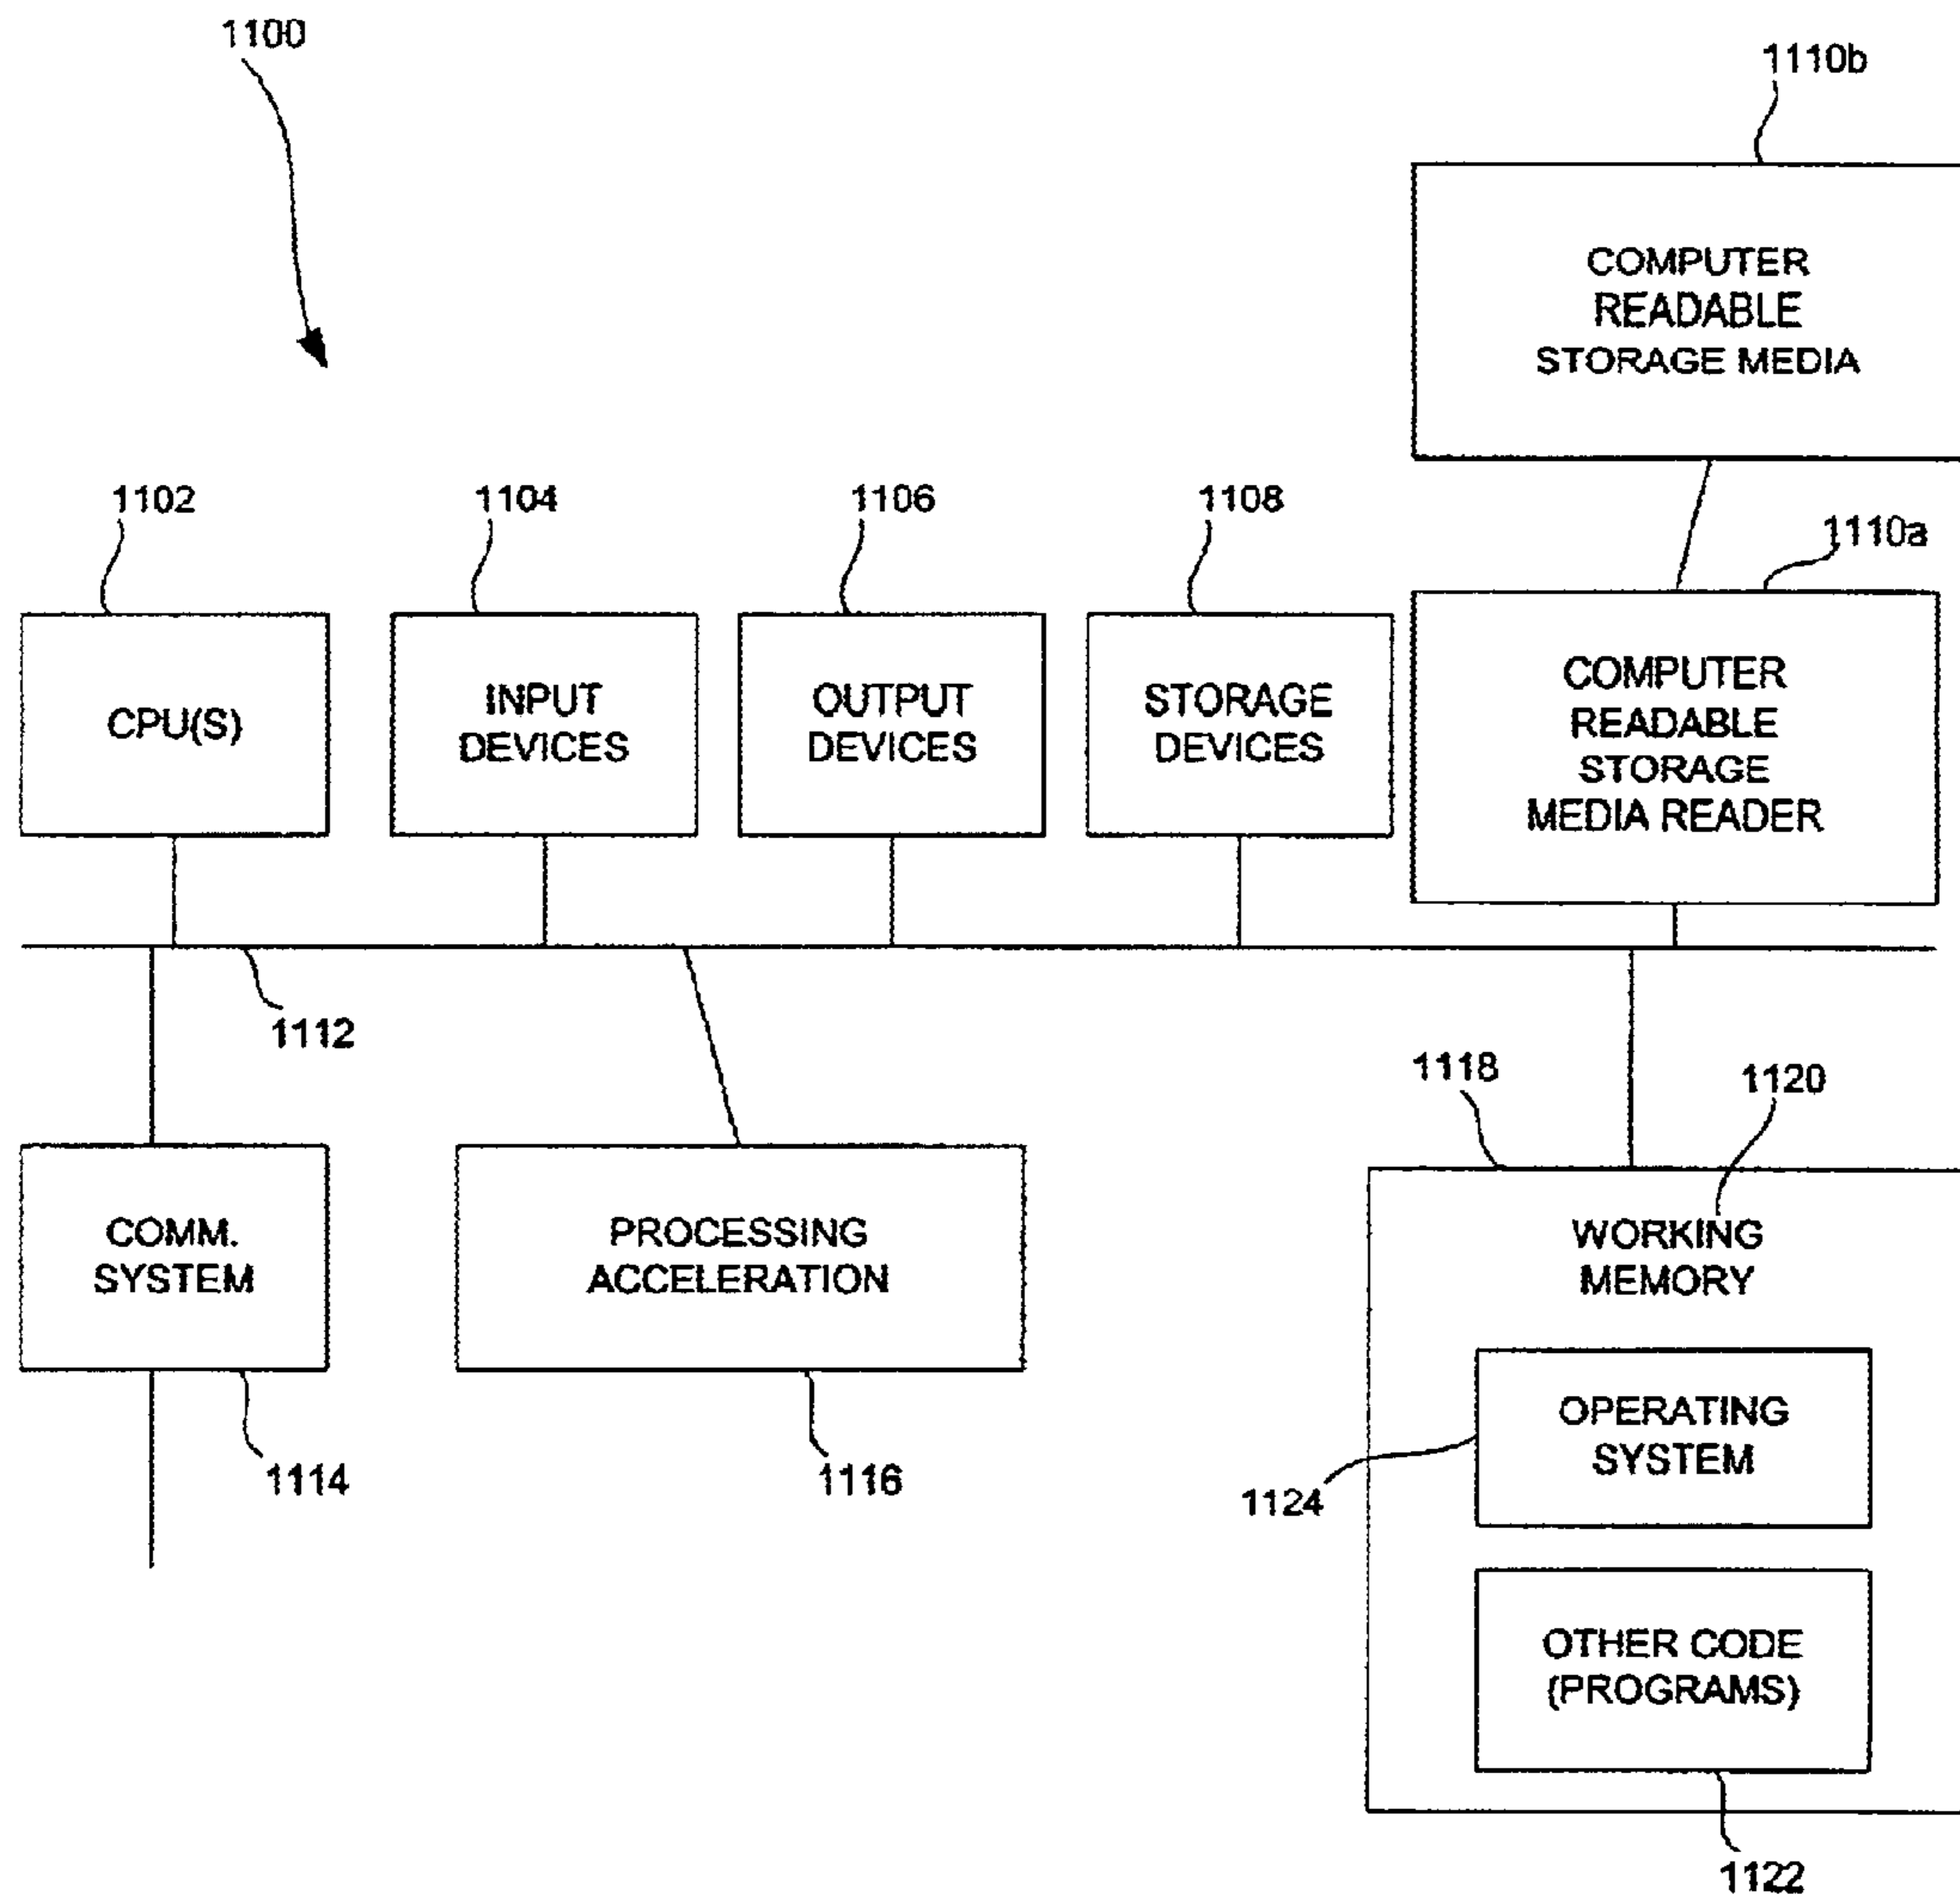 1100
1110b
COMPUTER
READABLE
STORAGE MEDIA
1102
1104
1106
1108
1110a
CPU(S)
INPUT
DEVICES
OUTPUT
DEVICES
STORAGE
DEVICES
COMPUTER
READABLE
STORAGE
MEDIA READER
1112
1118
1120
COMM.
SYSTEM
PROCESSING
ACCELERATION
WORKING
MEMORY
1114
1116
OPERATING
SYSTEM
1124
OTHER CODE
(PROGRAMS)
1122